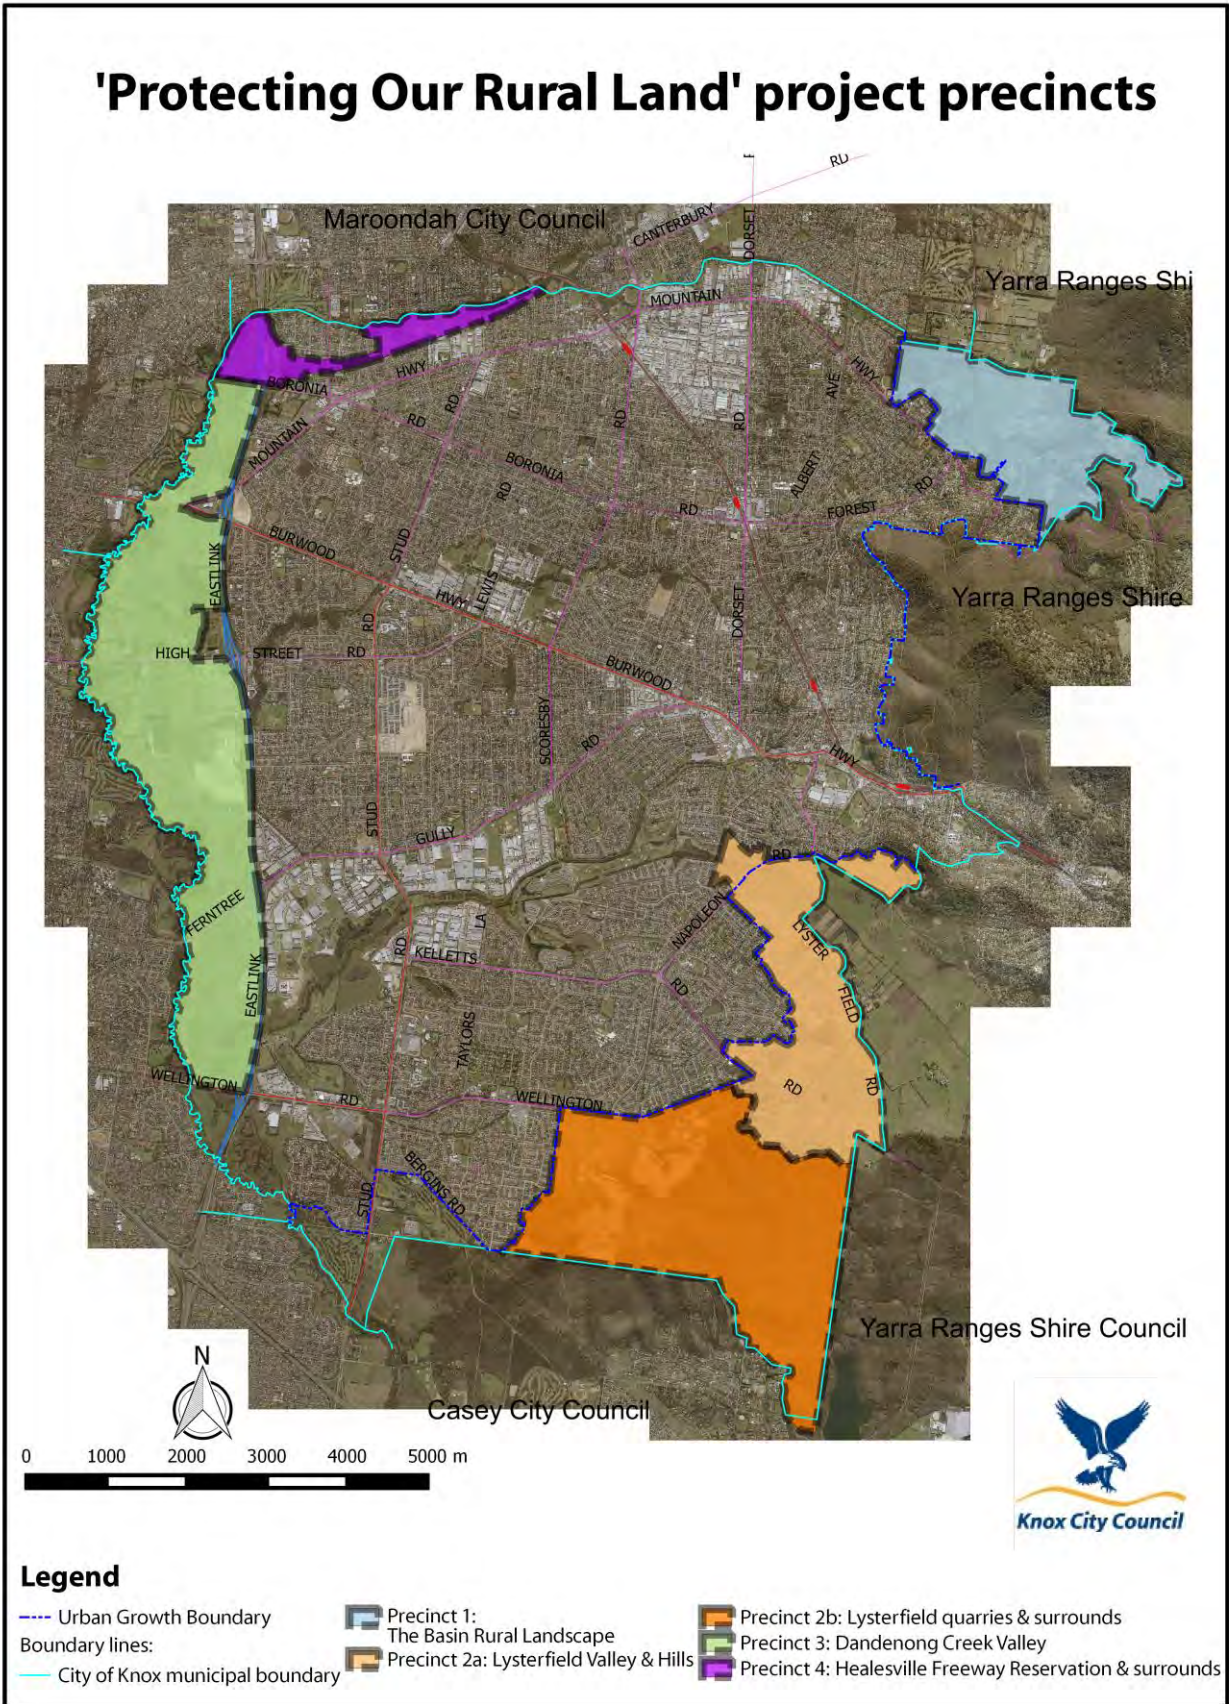 'Protecting Our Rural Land' project precincts
RD
Maroondah City Council
CANTERBURY
DORSET
Yarra Ranges Shi
MOUNTAIN
HWY
HWY
BORONIA
RD
AVE
RD
RD
RD
MOUNTAIN
BORONIA
ALBERT
RD
RD
RD
FOREST
BURWOOD
STUD
EASTLINK
LEWIS
HWY
Yarra Ranges Shire
DORSET
RD
HIGH
STREET
RD
BURWOOD
SCORESBY
RD
HWY
STUD
GULLY
RD
FERNTREE
LA
NAPOLEON
LYSTER
RD
KELLETTS
EASTLINK
RD
FIELD
TAYLORS
WELLINGTON
RD
WELLINGTON
RD
RD
BERGINS RD
STUD
Yarra Ranges Shire Council
N
Casey City Council
0 1000 2000 3000 4000 5000 m
Knox City Council
Legend
Urban Growth Boundary
Boundary lines:
City of Knox municipal boundary
Precinct 1:
The Basin Rural Landscape
Precinct 2a: Lysterfield Valley & Hills
Precinct 2b: Lysterfield quarries & surrounds
Precinct 3: Dandenong Creek Valley
Precinct 4: Healesville Freeway Reservation & surrounds